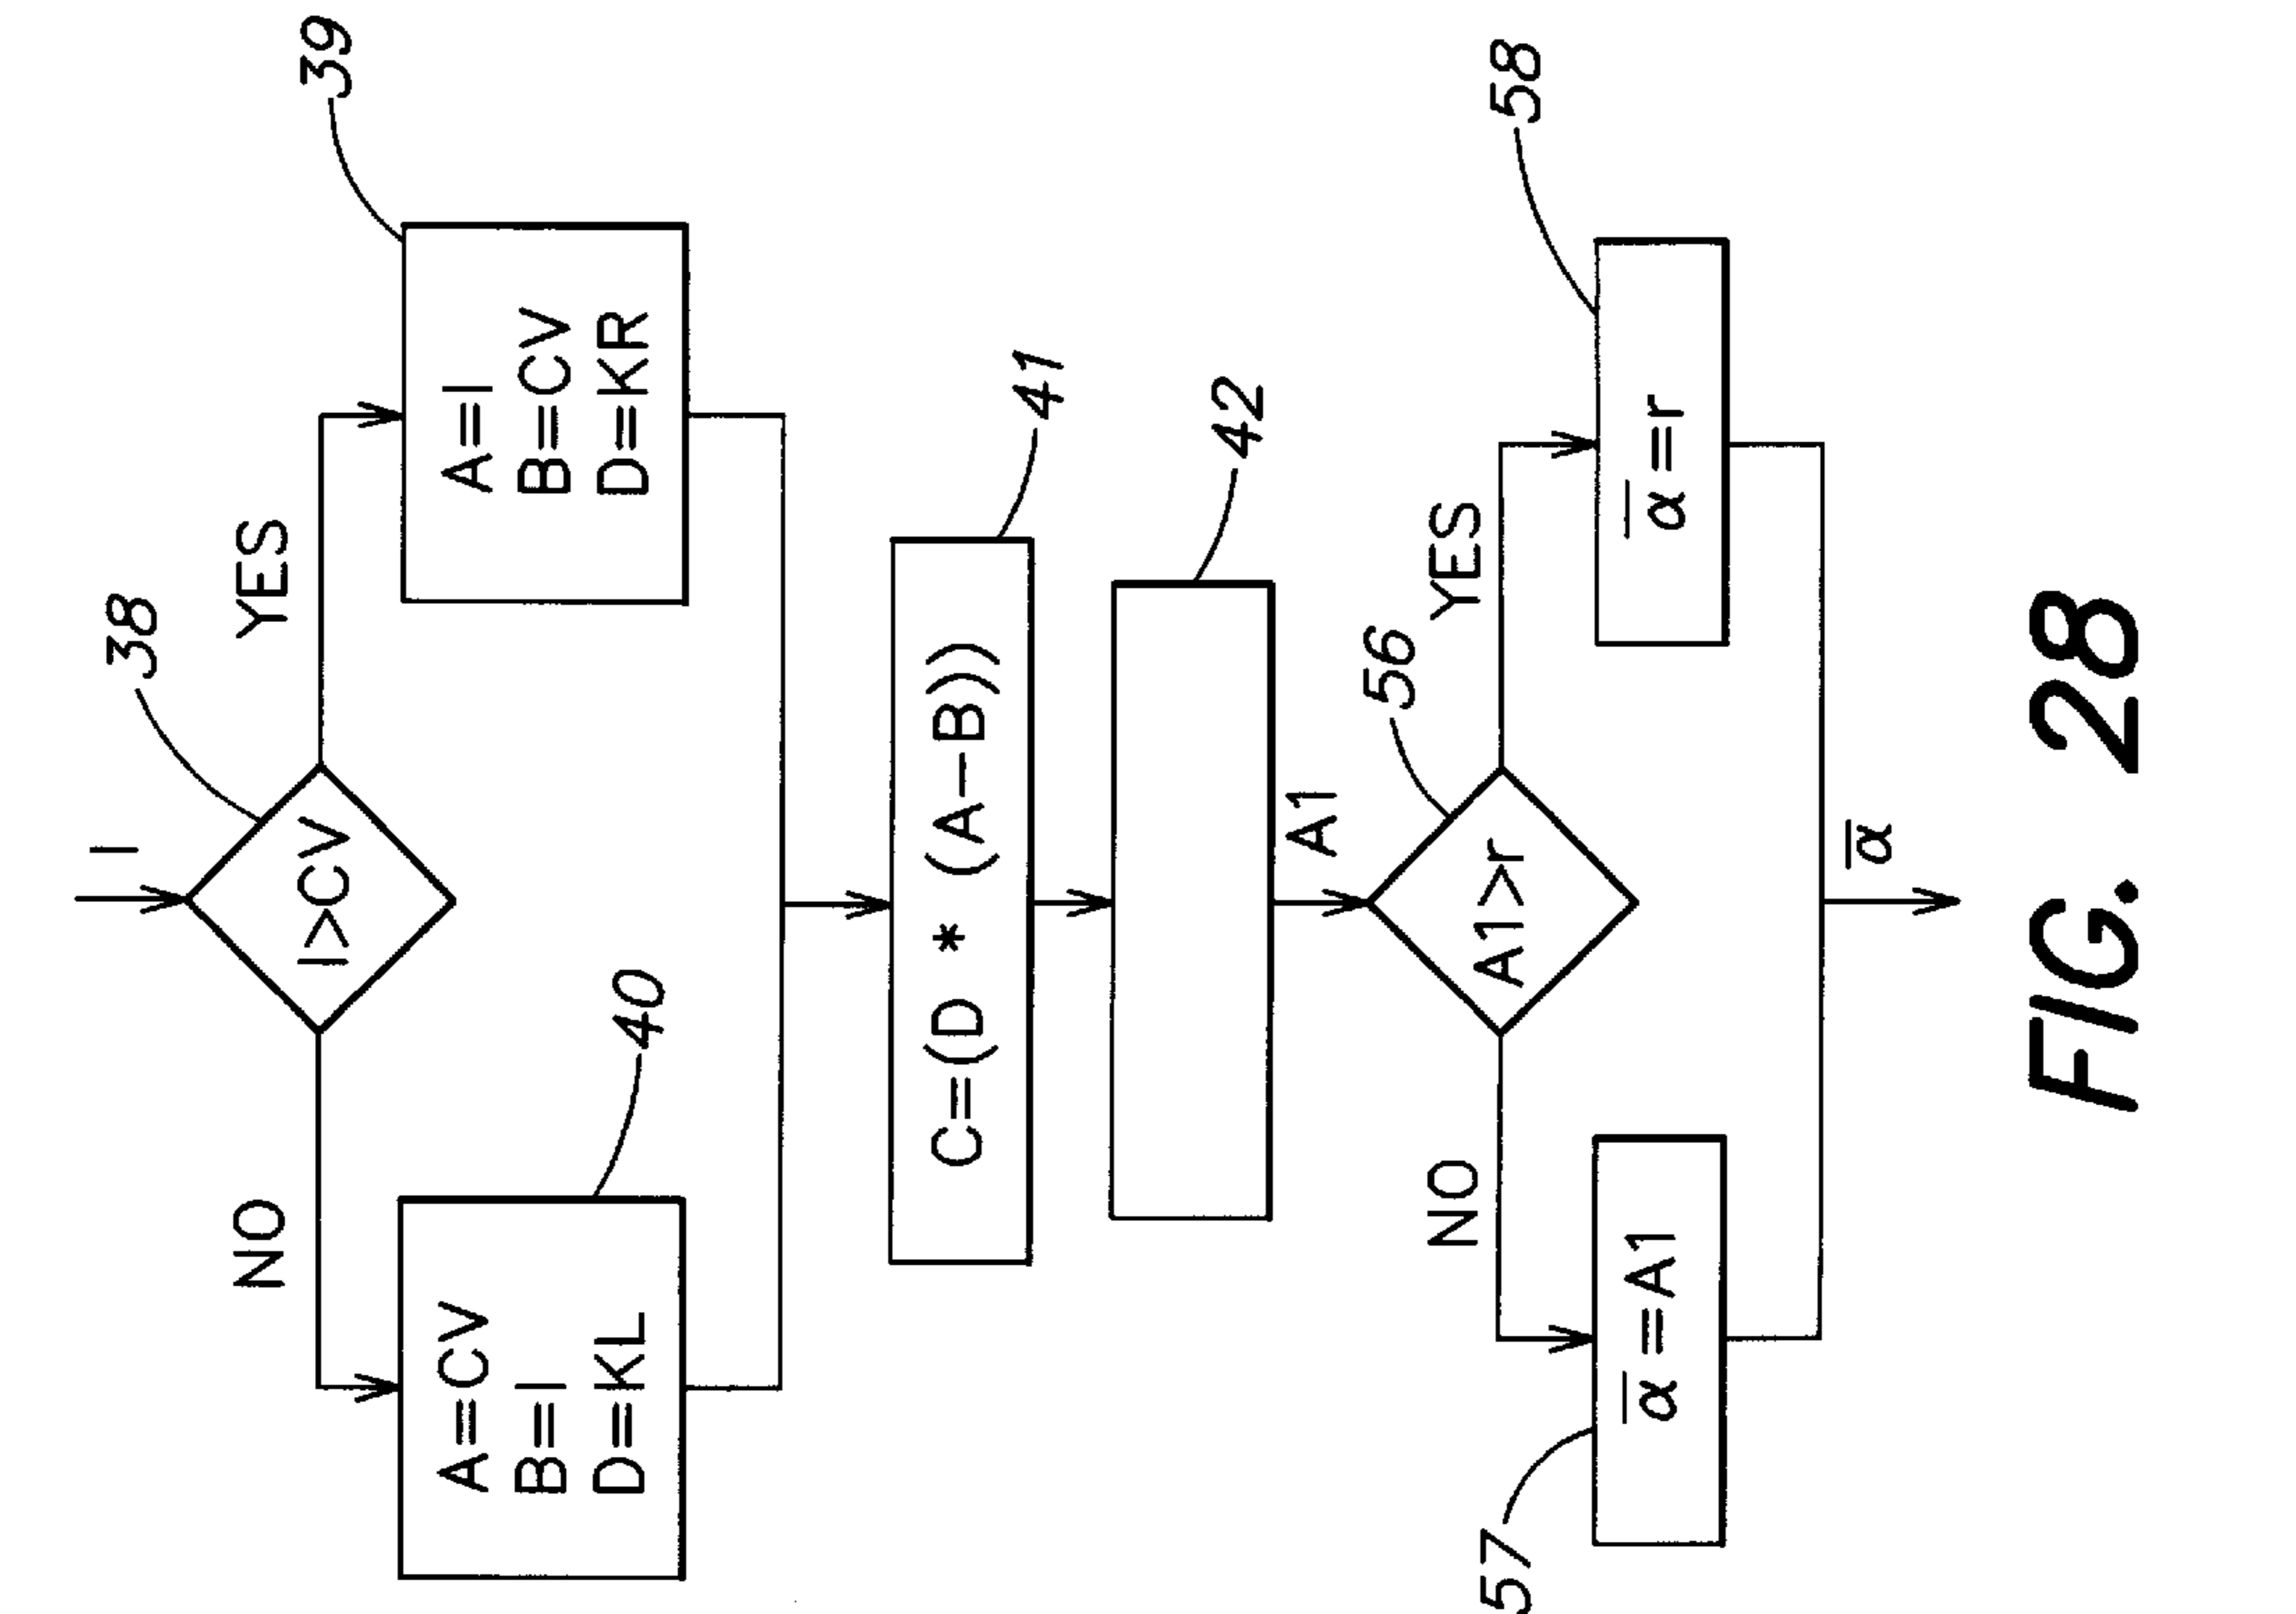 I
38
I>CV
NO
YES
39
A=CV
B=I
D=KL
40
A=I
B=CV
D=KR
C=(D * (A-B))
41
42
A1
56
A1>r
NO
YES
57
ᾱ=A1
58
ᾱ=r
ᾱ
FIG. 28